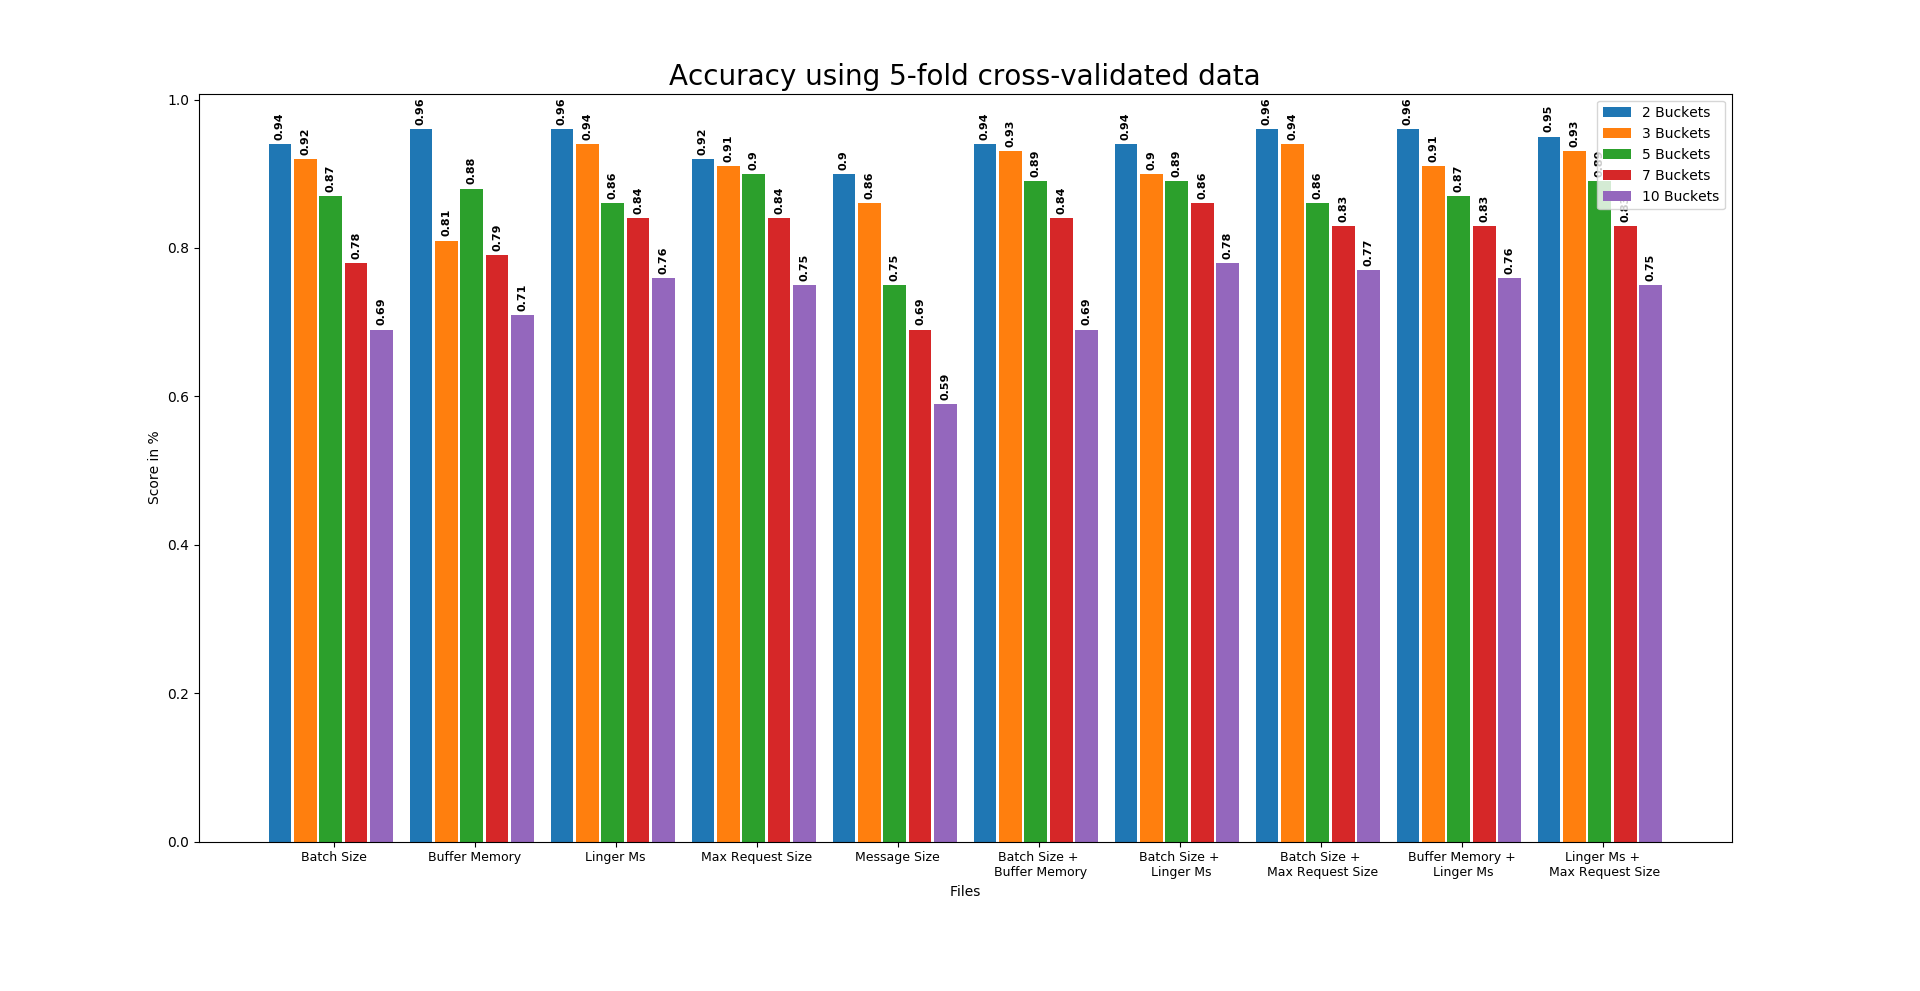 Accuracy using 5-fold cross-validated data
1.0
0.8
0.6
0.4
0.2
0.0
Score in %
0.94
0.92
0.87
0.78
0.69
0.96
0.81
0.88
0.79
0.71
0.96
0.94
0.86
0.84
0.76
0.92
0.91
0.9
0.84
0.75
0.9
0.86
0.75
0.69
0.59
0.94
0.93
0.89
0.84
0.69
0.94
0.9
0.89
0.86
0.78
0.96
0.94
0.86
0.83
0.77
0.96
0.91
0.87
0.83
0.76
0.95
0.93
0.75
2 Buckets
3 Buckets
5 Buckets
7 Buckets
10 Buckets
Batch Size
Buffer Memory
Linger Ms
Max Request Size
Message Size
Batch Size +
Buffer Memory
Batch Size +
Linger Ms
Batch Size +
Max Request Size
Buffer Memory +
Linger Ms
Linger Ms +
Max Request Size
Files